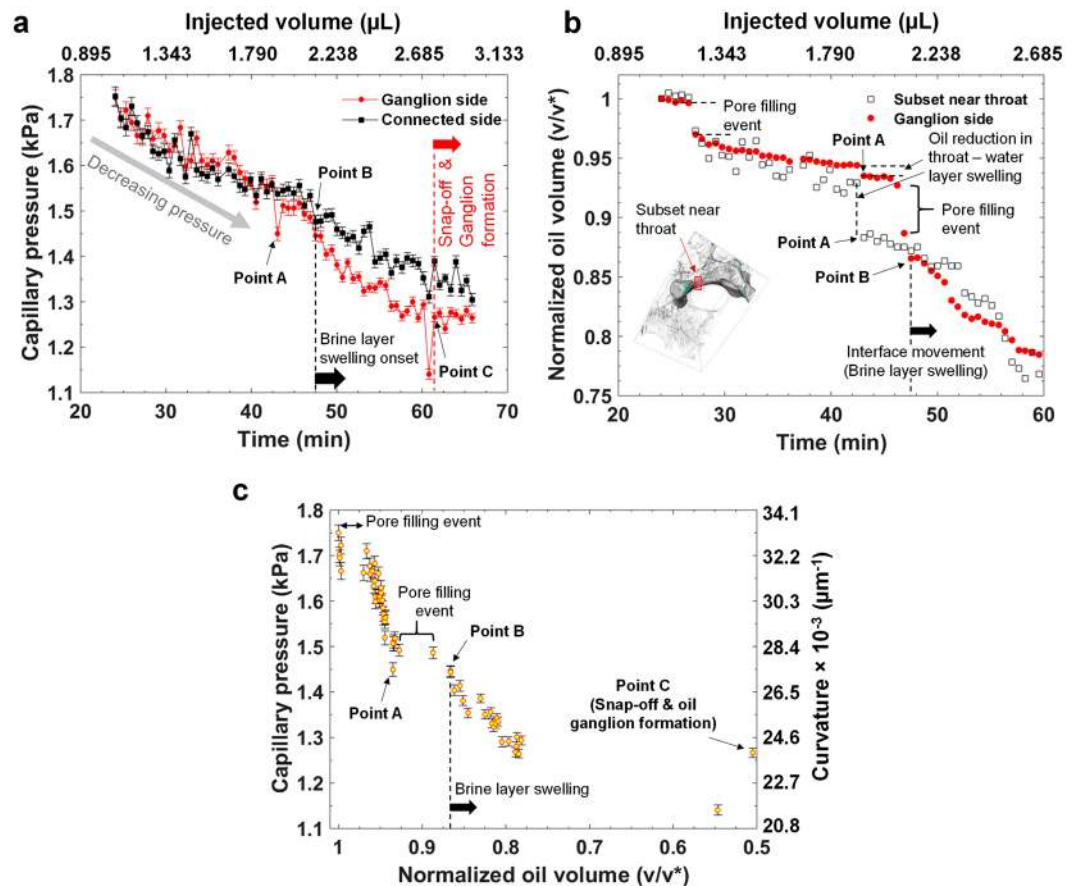 a
Injected volume (µL)
0.895 1.343 1.790 2.238 2.685 3.133
Capillary pressure (kPa)
1.8
1.7
1.6
1.5
1.4
1.3
1.2
1.1
Ganglion side
Connected side
Decreasing pressure
Point A
Point B
Point C
Brine layer
swelling onset
Snap-off &
Ganglion
formation
20 30 40 50 60 70
Time (min)
b
Injected volume (µL)
0.895 1.343 1.790 2.238 2.685
Normalized oil volume (v/v*)
1
0.95
0.9
0.85
0.8
0.75
Subset near throat
Ganglion side
Pore filling
event
Point A
Oil reduction in
throat – water
layer swelling
Subset near
throat
Pore filling
event
Point A
Point B
Interface movement
(Brine layer swelling)
20 30 40 50 60
Time (min)
c
Capillary pressure (kPa)
1.8
1.7
1.6
1.5
1.4
1.3
1.2
1.1
Pore filling event
Pore filling
event
Point B
Point A
Point C
(Snap-off & oil
ganglion formation)
Brine layer swelling
34.1
32.2
30.3
28.4
26.5
24.6
22.7
20.8
Curvature × 10⁻³ (µm⁻¹)
1 0.9 0.8 0.7 0.6 0.5
Normalized oil volume (v/v*)